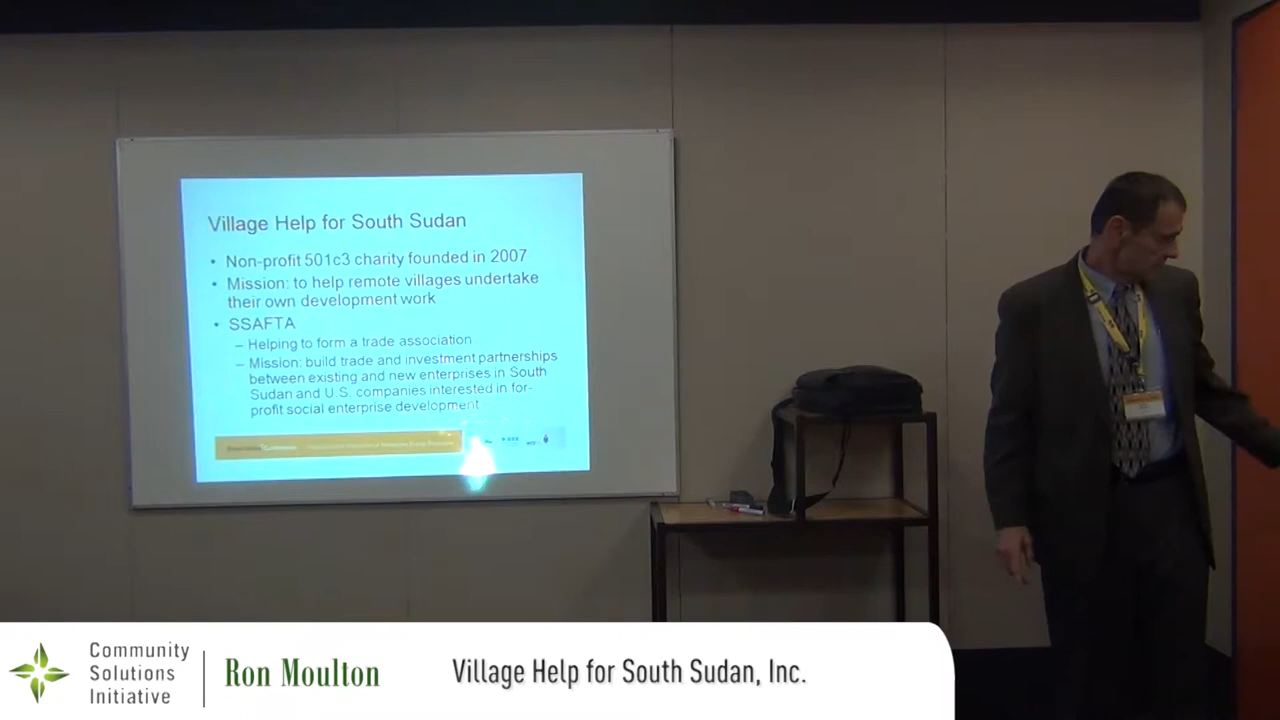 Village Help for South Sudan
• Non-profit 501c3 charity founded in 2007
• Mission: to help remote villages undertake
their own development work
• SSAFTA
– Helping to form a trade association
– Mission: build trade and investment partnerships
between existing and new enterprises in South
Sudan and U.S. companies interested in for-
profit social enterprise development
Community
Solutions
Initiative
Ron Moulton
Village Help for South Sudan, Inc.